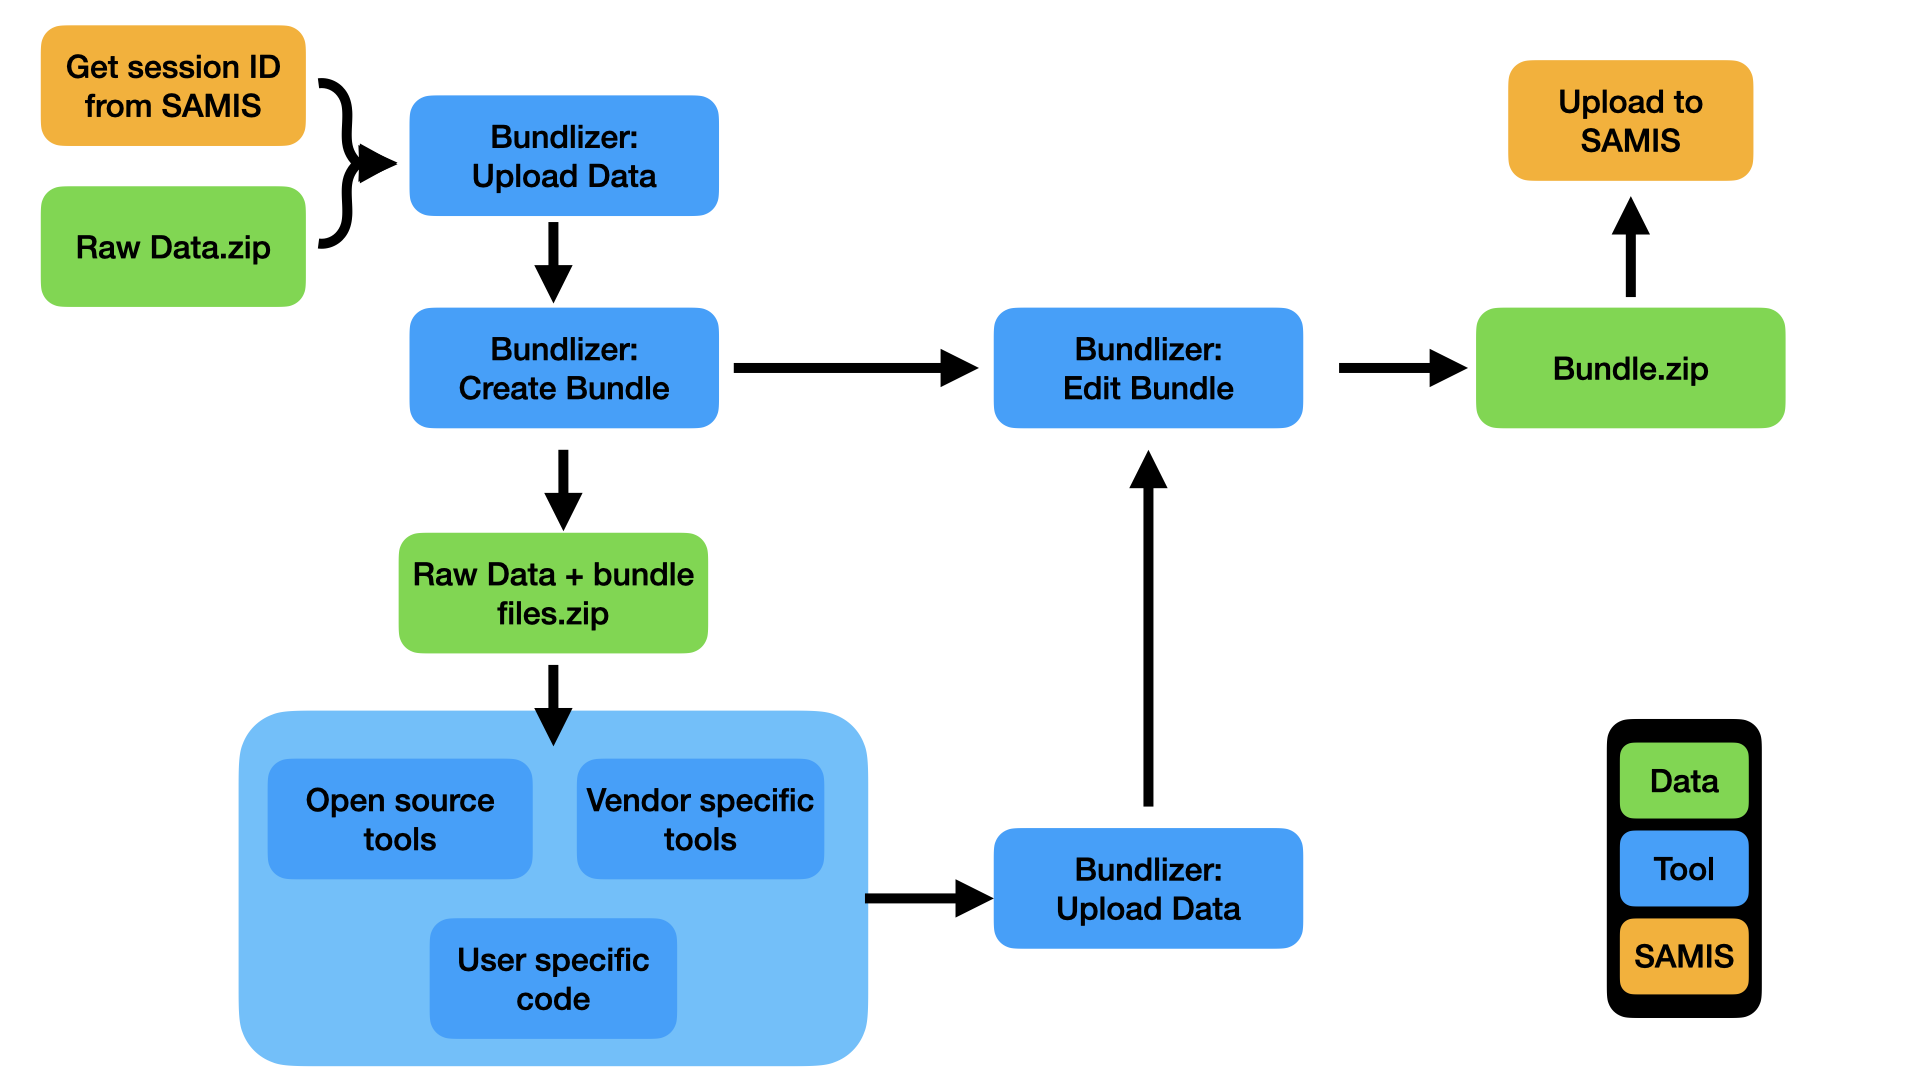 Get session ID
from SAMIS
Raw Data.zip
Bundlizer:
Upload Data
Bundlizer:
Create Bundle
Raw Data + bundle
files.zip
Open source
tools
Vendor specific
tools
User specific
code
Bundlizer:
Upload Data
Bundlizer:
Edit Bundle
Bundle.zip
Upload to
SAMIS
Data
Tool
SAMIS